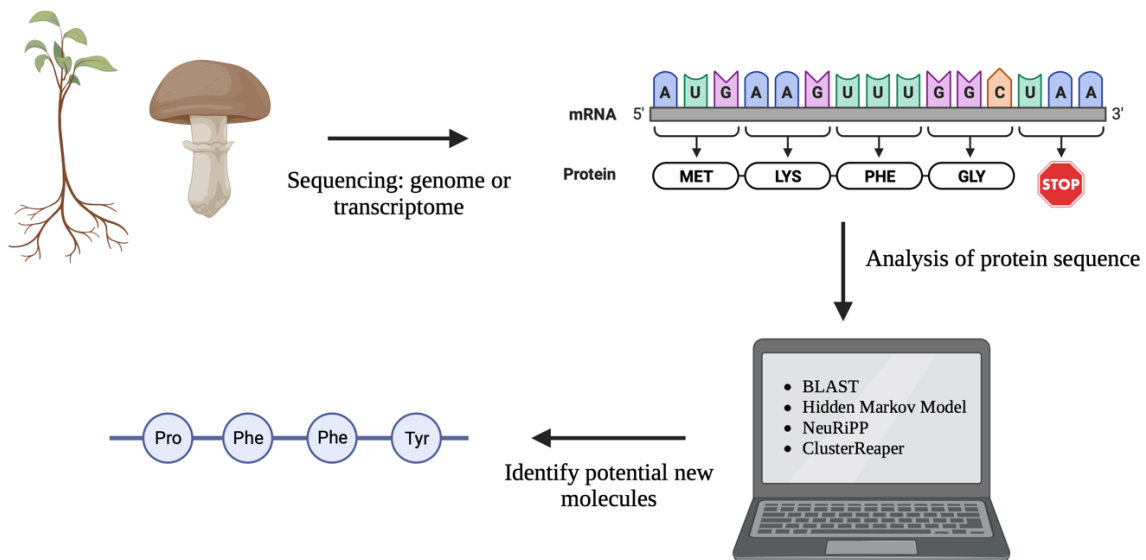 A U G A A G U U U G G C U A A
mRNA 5' 3'
Protein MET LYS PHE GLY STOP
Sequencing: genome or
transcriptome
Analysis of protein sequence
• BLAST
• Hidden Markov Model
• NeuRiPP
• ClusterReaper
Pro Phe Phe Tyr
Identify potential new
molecules